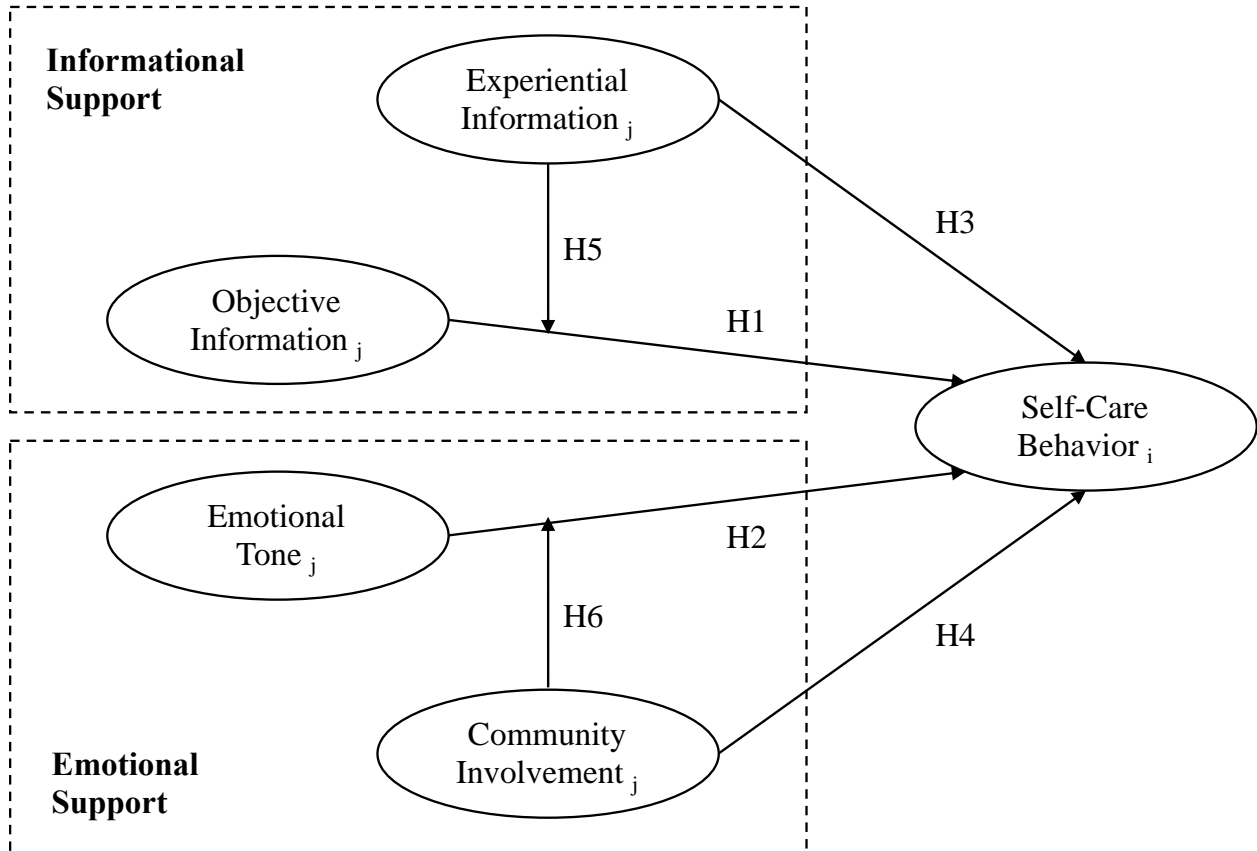 Informational
Support
Experiential
Information j
H3
H5
Objective
Information j
H1
Self-Care
Behavior i
Emotional
Tone j
H2
H6
H4
Community
Involvement j
Emotional
Support